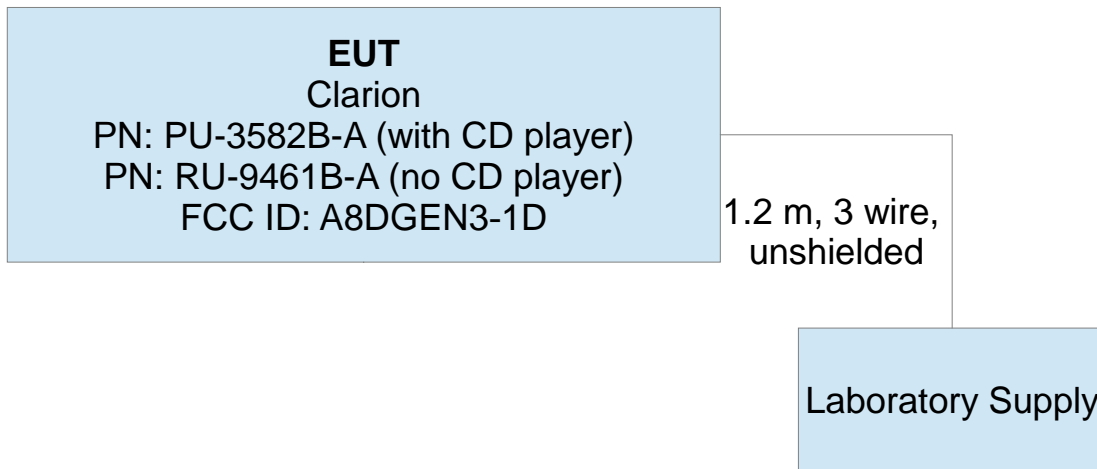 EUT
Clarion
PN: PU-3582B-A (with CD player)
PN: RU-9461B-A (no CD player)
FCC ID: A8DGEN3-1D
1.2 m, 3 wire,
unshielded
Laboratory Supply